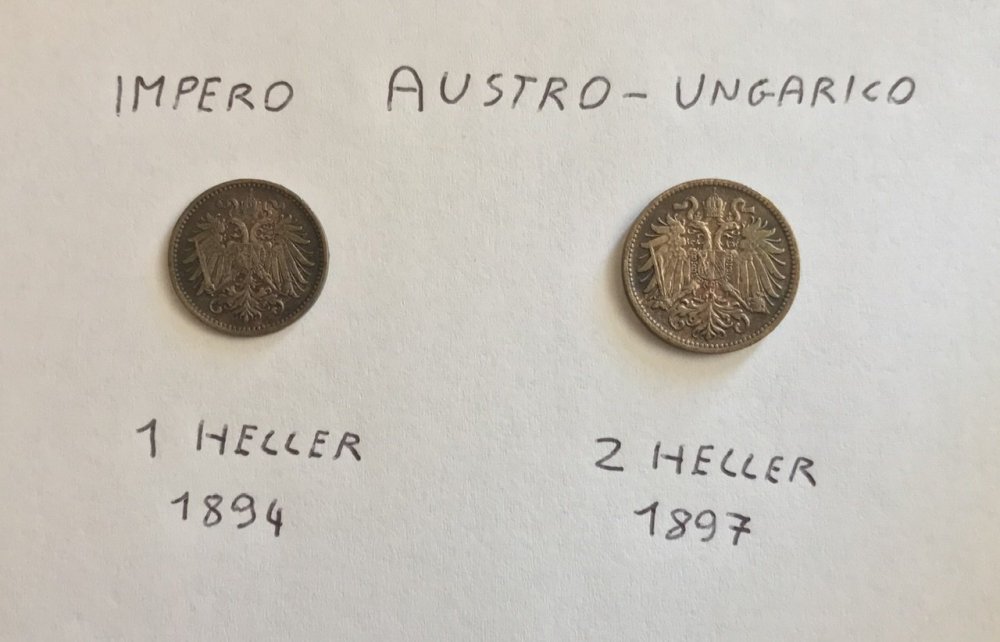 IMPERO AUSTRO-UNGARICO
1 HELLER
1894
2 HELLER
1897